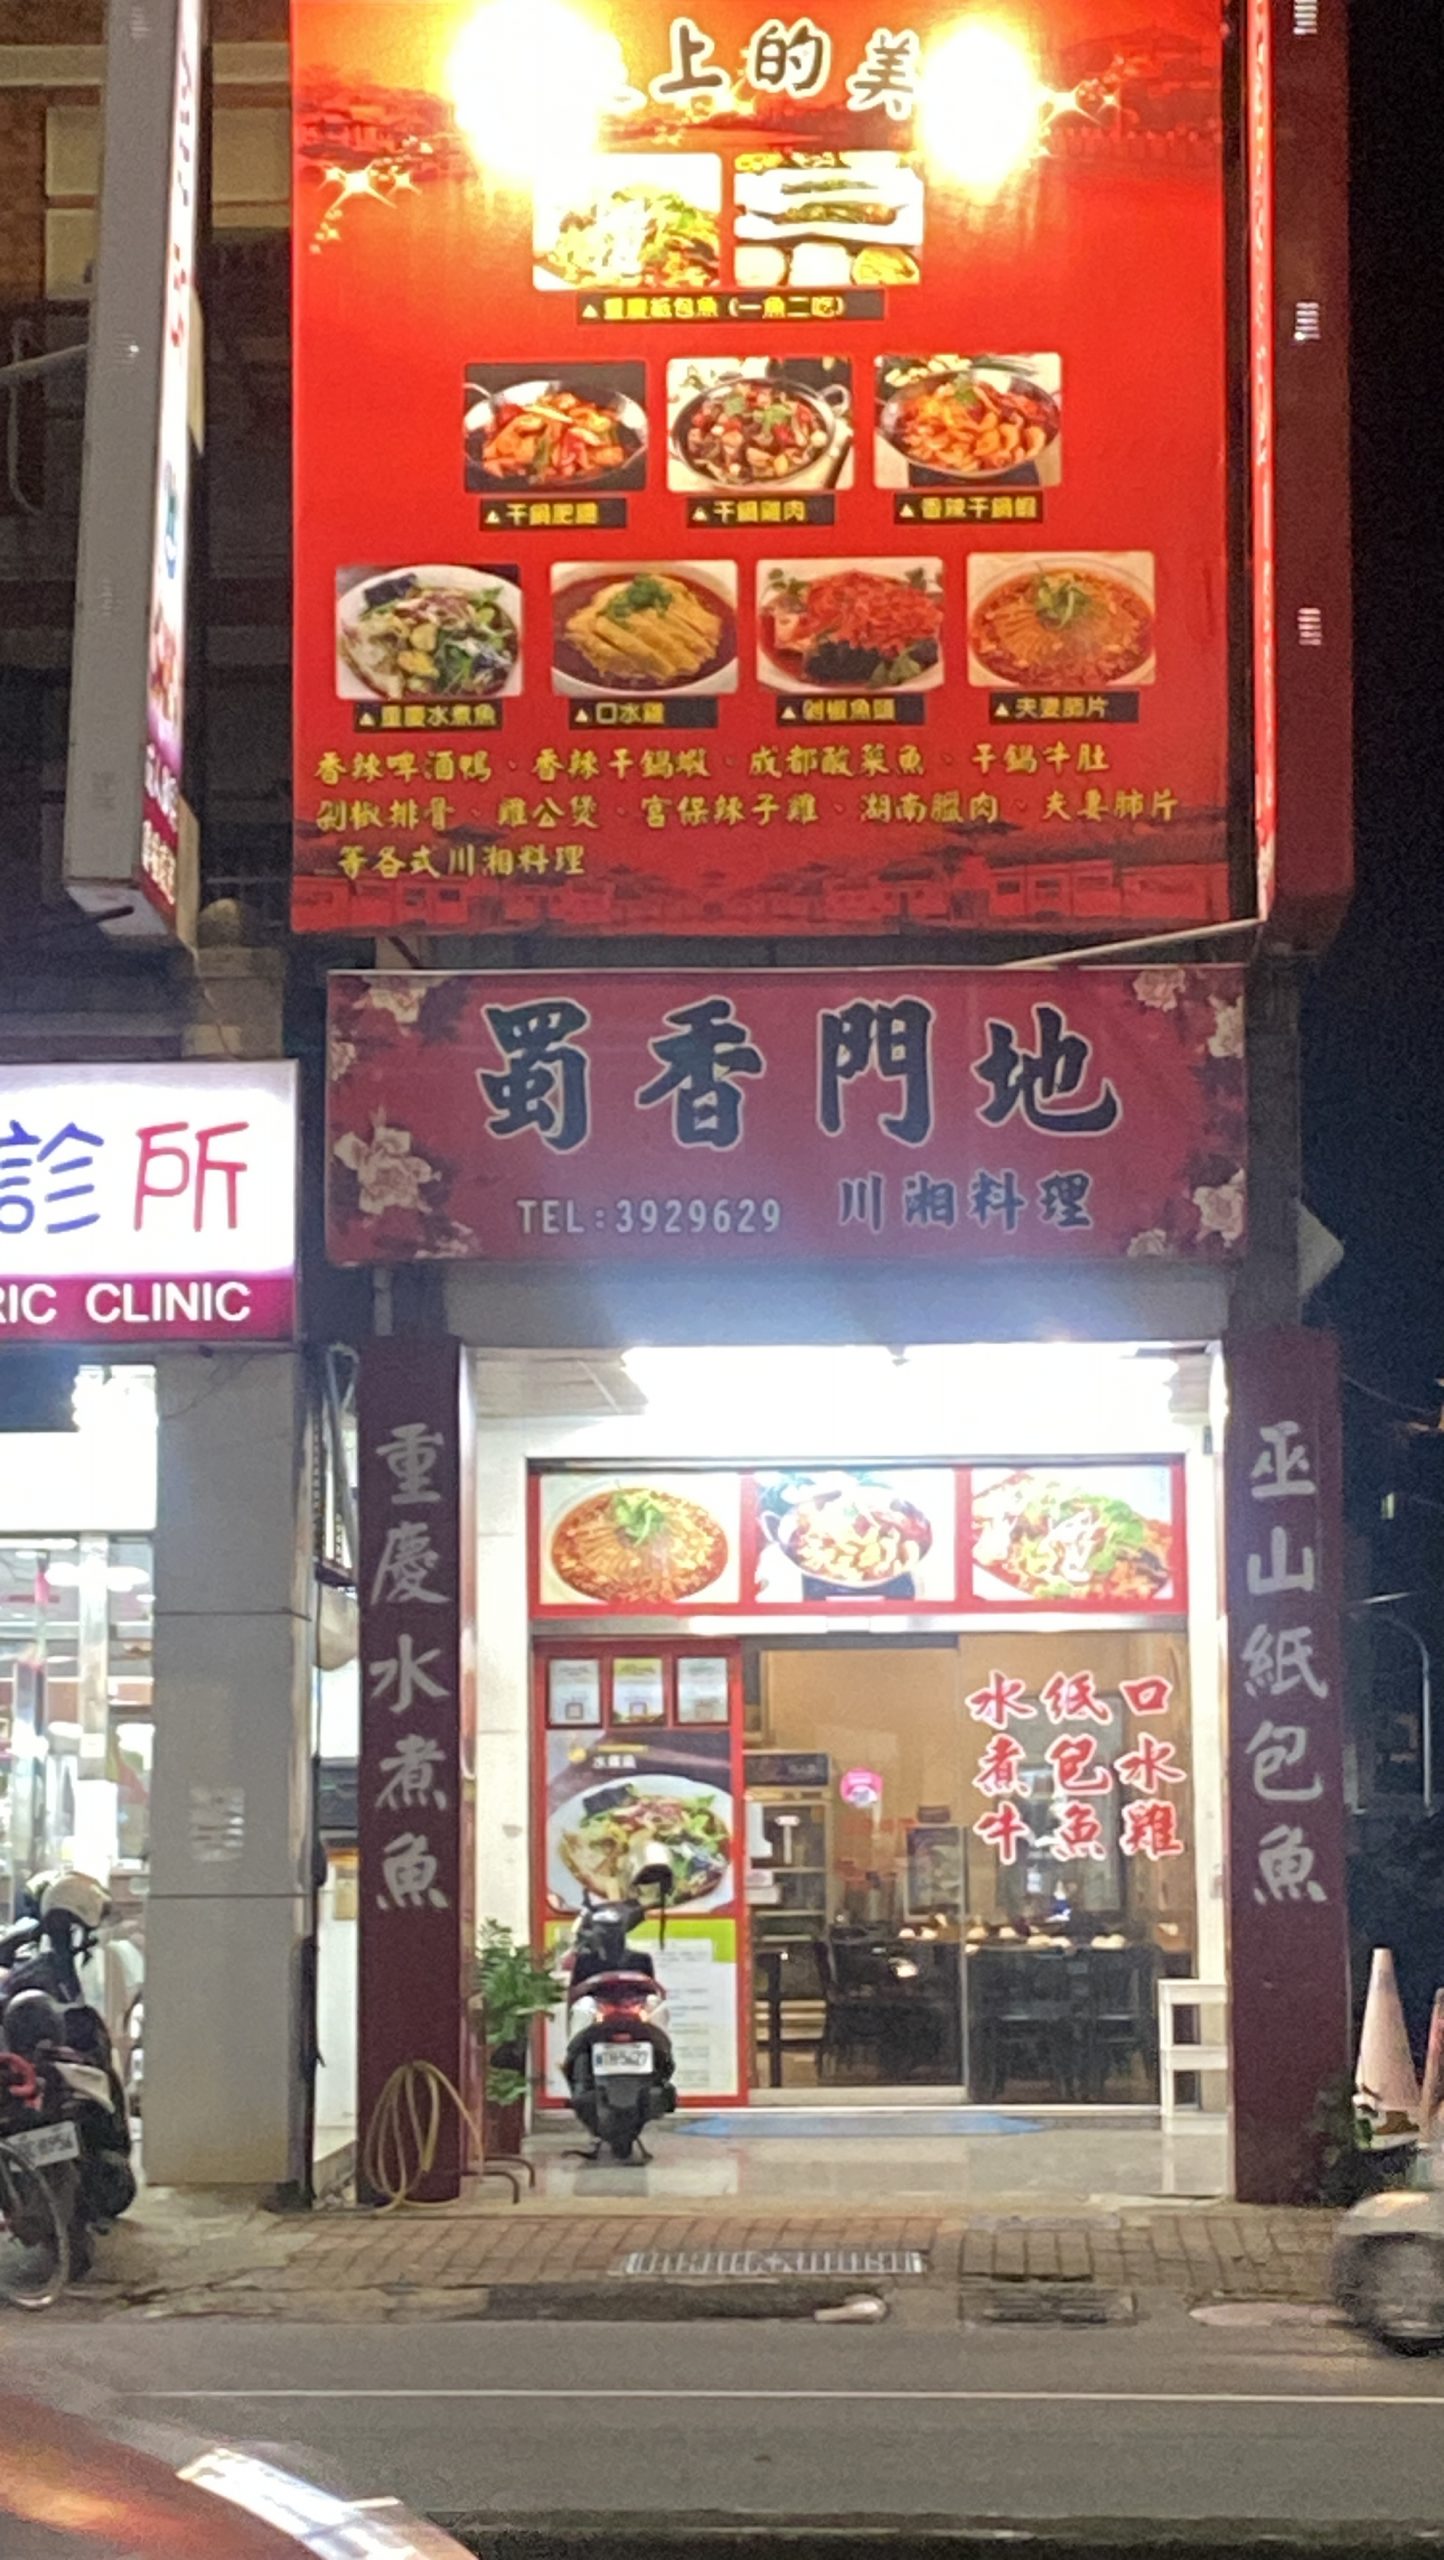 上的美
▲重慶紙包魚(一魚二吃)
▲干鍋肥腸
▲干鍋雞肉
▲香辣干鍋蝦
▲重慶水煮魚
▲口水雞
▲剁椒魚頭
▲夫妻肺片
香辣啤酒鴨、香辣干鍋蝦、成都酸菜魚、干鍋牛肚
剁椒排骨、雞公煲、宮保辣子雞、湖南臘肉、夫妻肺片
...等各式川湘料理
蜀香門地
TEL:3929629 川湘料理
診所
RIC CLINIC
重慶水煮魚
巫山紙包魚
口水雞
纸包魚
水煮牛
水煮魚